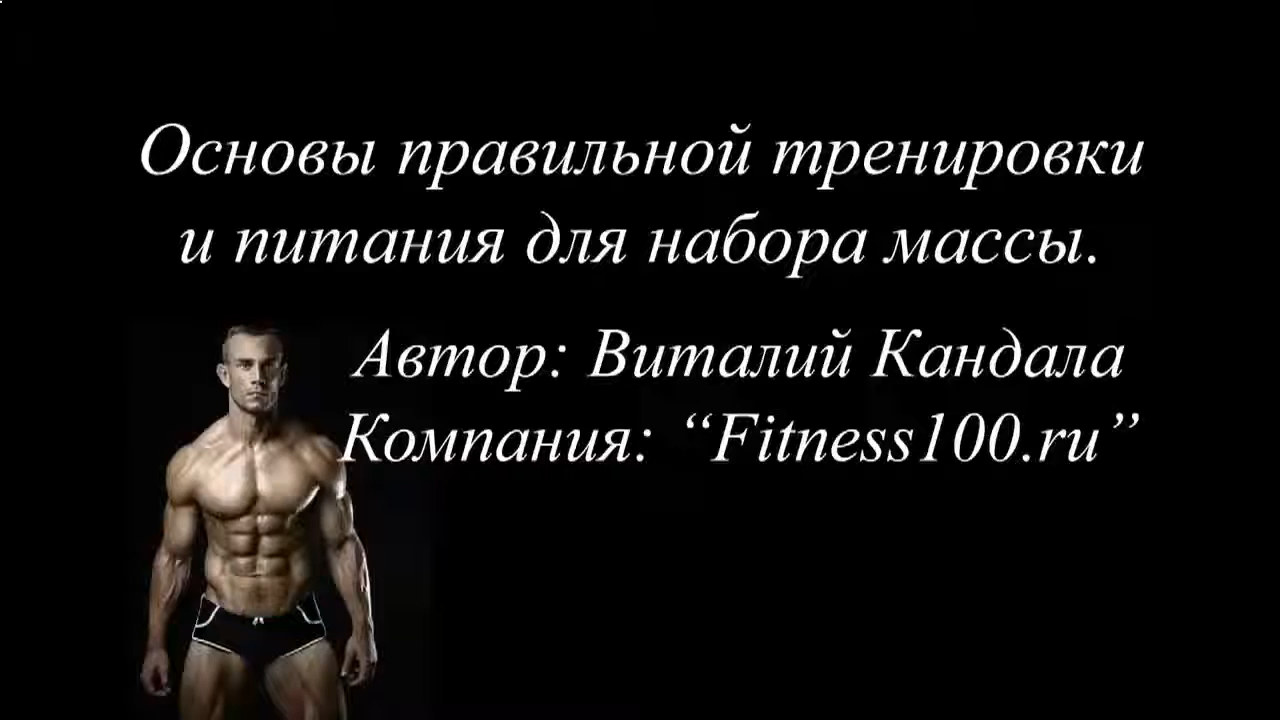 Основы правильной тренировки
и питания для набора массы.
Автор: Виталий Кандала
Компания: “Fitness100.ru”